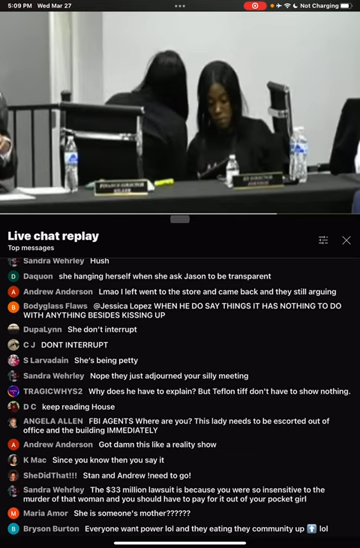 5:09 PM Wed Mar 27
Not Charging
FINANCE DIRECTOR
MILLER
Live chat replay
Top messages
Sandra Wehrley Hush
D Daquon she hanging herself when she ask Jason to be transparent
A Andrew Anderson Lmao I left went to the store and came back and they still arguing
B Bodyglass Flaws @Jessica Lopez WHEN HE DO SAY THINGS IT HAS NOTHING TO DO
WITH ANYTHING BESIDES KISSING UP
DupaLynn She don't interrupt
C J DONT INTERRUPT
S Larvadain She's being petty
Sandra Wehrley Nope they just adjourned your silly meeting
TRAGICWHYS2 Why does he have to explain? But Teflon tiff don't have to show nothing.
D C keep reading House
ANGELA ALLEN FBI AGENTS Where are you? This lady needs to be escorted out of
office and the building IMMEDIATELY
A Andrew Anderson Got damn this like a reality show
K Mac Since you know then you say it
SheDidThat!!! Stan and Andrew !need to go!
Sandra Wehrley The $33 million lawsuit is because you were so insensitive to the
murder of that woman and you should have to pay for it out of your pocket girl
M Maria Amor She is someone's mother??????
B Bryson Burton Everyone want power lol and they eating they community up ⬆️ lol